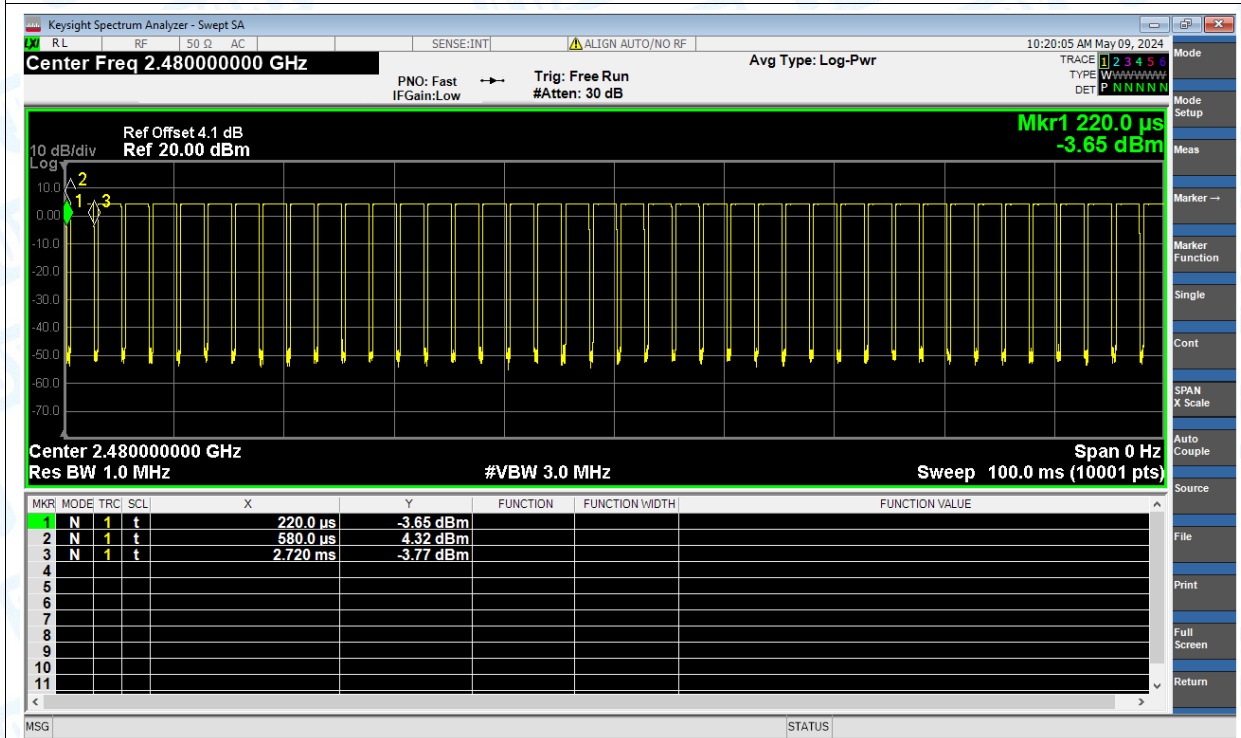 Keysight Spectrum Analyzer - Swept SA
LXI RL RF 50 Ω AC SENSE:INT ALIGN AUTO/NO RF 10:20:05 AM May 09, 2024
Center Freq 2.480000000 GHz
PNO: Fast
IFGain:Low
Trig: Free Run
#Atten: 30 dB
Avg Type: Log-Pwr
TRACE 1 2 3 4 5 6
TYPE WWWWWW
DET P N N N N N
Mkr1 220.0 µs
-3.65 dBm
Ref Offset 4.1 dB
10 dB/div Ref 20.00 dBm
Log
10.0
0.00
-10.0
-20.0
-30.0
-40.0
-50.0
-60.0
-70.0
2
1
3
Center 2.480000000 GHz Span 0 Hz
Res BW 1.0 MHz #VBW 3.0 MHz Sweep 100.0 ms (10001 pts)
MKR MODE TRC SCL X Y FUNCTION FUNCTION WIDTH FUNCTION VALUE
1 N 1 t 220.0 µs -3.65 dBm
2 N 1 t 580.0 µs 4.32 dBm
3 N 1 t 2.720 ms -3.77 dBm
4
5
6
7
8
9
10
11
MSG STATUS
Mode
Mode
Setup
Meas
Marker →
Marker
Function
Single
Cont
SPAN
X Scale
Auto
Couple
Source
File
Print
Full
Screen
Return